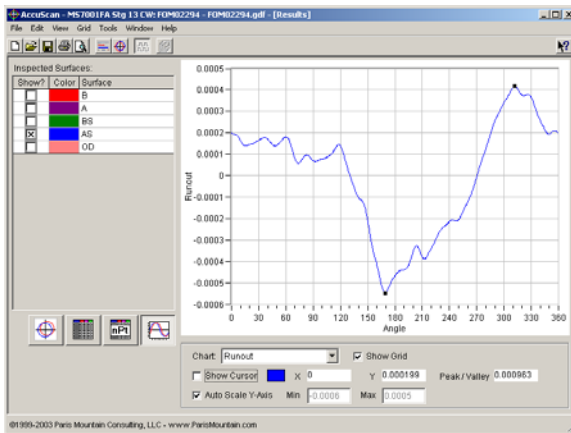 AccuScan - MS7001FA Stg 13 CW: FOM02294 - FOM02294.gdf - [Results]
File Edit View Grid Tools Window Help
Inspected Surfaces:
Show? Color Surface
B
A
BS
AS
OD
nPt
0.0005
0.0004
0.0003
0.0002
0.0001
0
-0.0001
-0.0002
-0.0003
-0.0004
-0.0005
-0.0006
Runout
0 30 60 90 120 150 180 210 240 270 300 330 360
Angle
Chart: Runout Show Grid
Show Cursor X 0 Y 0.000199 Peak / Valley 0.000963
Auto Scale Y-Axis Min -0.0006 Max 0.0005
©1999-2003 Paris Mountain Consulting, LLC - www.ParisMountain.com